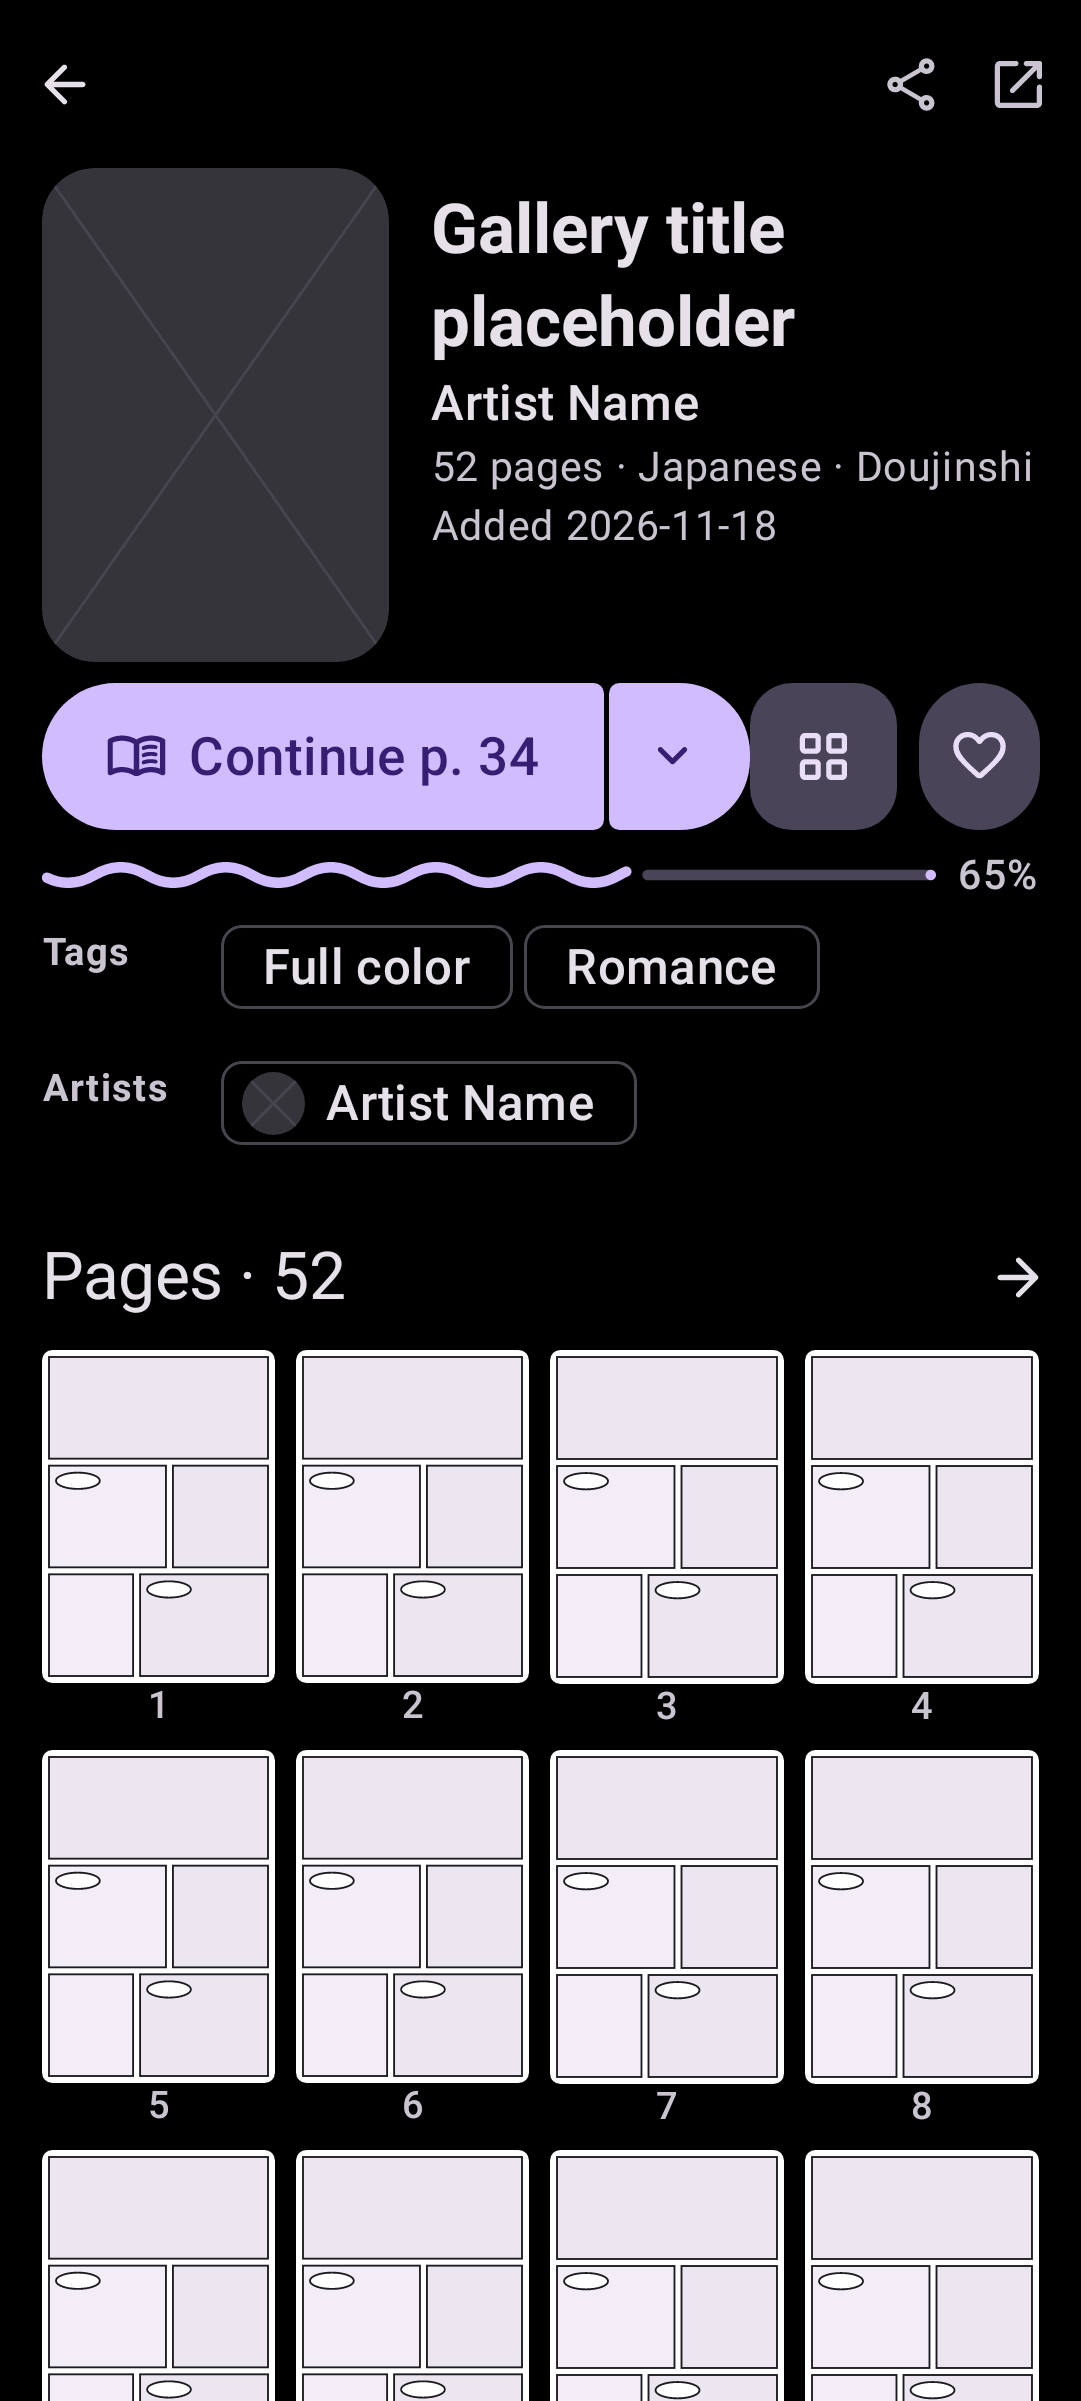 Gallery title
placeholder
Artist Name
52 pages · Japanese · Doujinshi
Added 2026-11-18
Continue p. 34
65%
Tags
Full color
Romance
Artists
Artist Name
Pages · 52
1
2
3
4
5
6
7
8